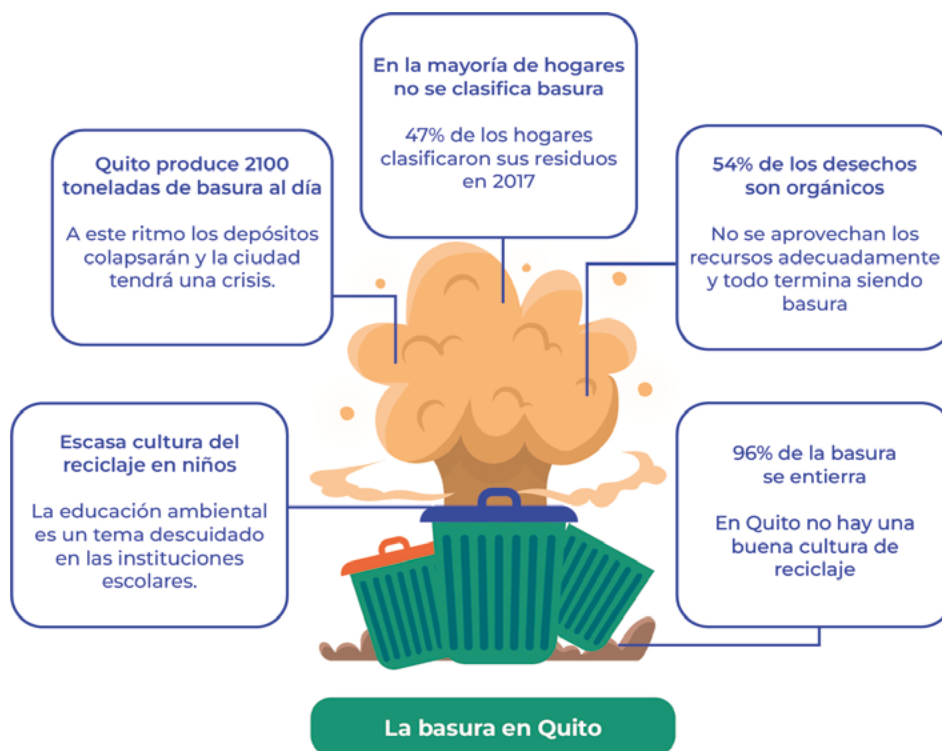 En la mayoría de hogares
no se clasifica basura
47% de los hogares
clasificaron sus residuos
en 2017
Quito produce 2100
toneladas de basura al día
A este ritmo los depósitos
colapsarán y la ciudad
tendrá una crisis.
54% de los desechos
son orgánicos
No se aprovechan los
recursos adecuadamente
y todo termina siendo
basura
Escasa cultura del
reciclaje en niños
La educación ambiental
es un tema descuidado
en las instituciones
escolares.
96% de la basura
se entierra
En Quito no hay una
buena cultura de
reciclaje
La basura en Quito